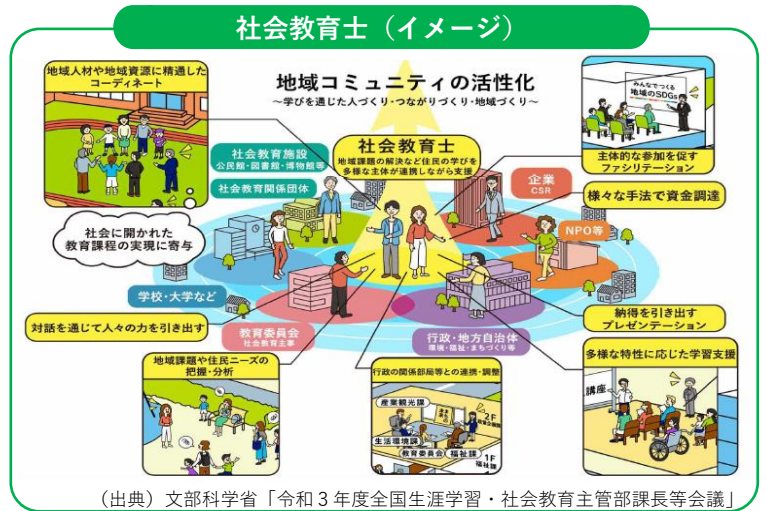 社会教育士（イメージ）
地域人材や地域資源に精通した
コーディネート
地域コミュニティの活性化
～学びを通じた人づくり・つながりづくり・地域づくり～
みんなでつくる
地域のSDGs
社会教育士
地域課題の解決など住民の学びを
多様な主体が連携しながら支援
社会教育施設
公民館・図書館・博物館等
社会教育関係団体
主体的な参加を促す
ファシリテーション
企業
CSR
様々な手法で資金調達
社会に開かれた
教育課程の実現に寄与
NPO等
学校・大学など
対話を通じて人々の力を引き出す
教育委員会
社会教育主事
行政・地方自治体
環境・福祉・まちづくり等
納得を引き出す
プレゼンテーション
地域課題や住民ニーズの
把握・分析
行政の関係部局等との連携・調整
産業観光課
2F
生活環境課
教育委員会
福祉課
1F
福祉課
多様な特性に応じた学習支援
講座
（出典）文部科学省「令和３年度全国生涯学習・社会教育主管部課長等会議」